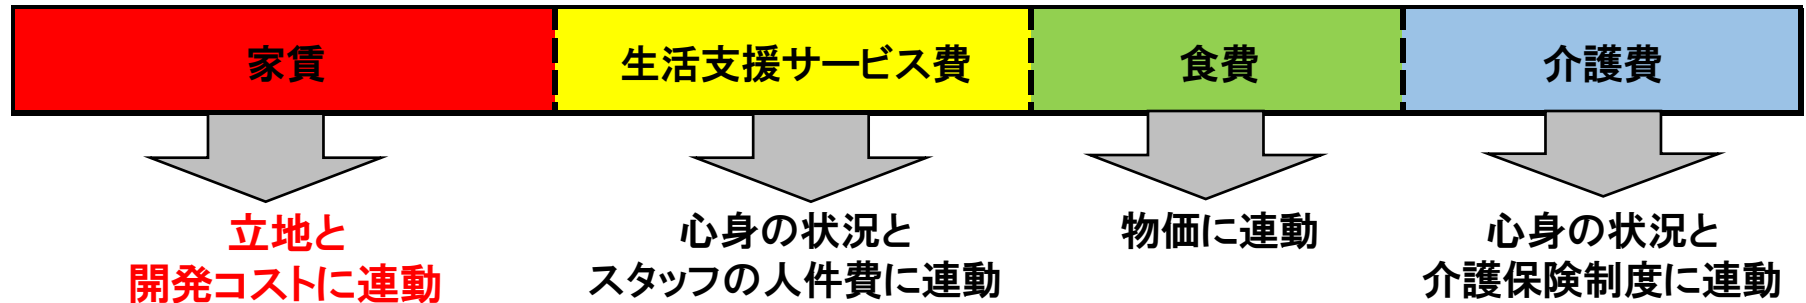 家賃
生活支援サービス費
食費
介護費
立地と
開発コストに連動
心身の状況と
スタッフの人件費に連動
物価に連動
心身の状況と
介護保険制度に連動